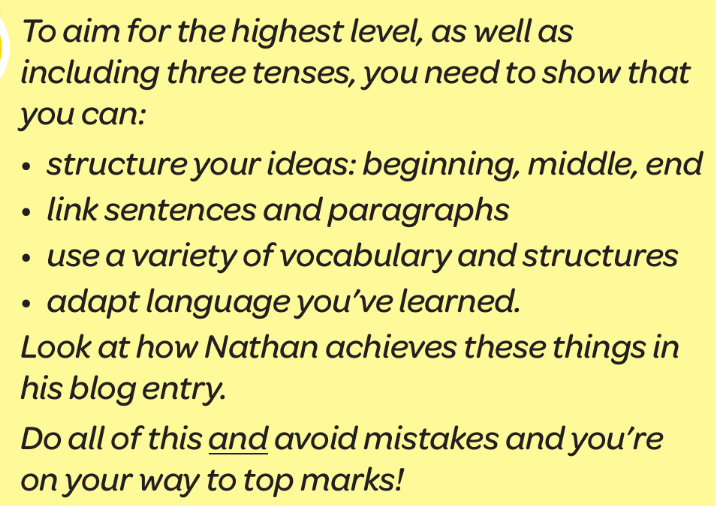 To aim for the highest level, as well as
including three tenses, you need to show that
you can:
• structure your ideas: beginning, middle, end
• link sentences and paragraphs
• use a variety of vocabulary and structures
• adapt language you've learned.
Look at how Nathan achieves these things in
his blog entry.
Do all of this and avoid mistakes and you're
on your way to top marks!